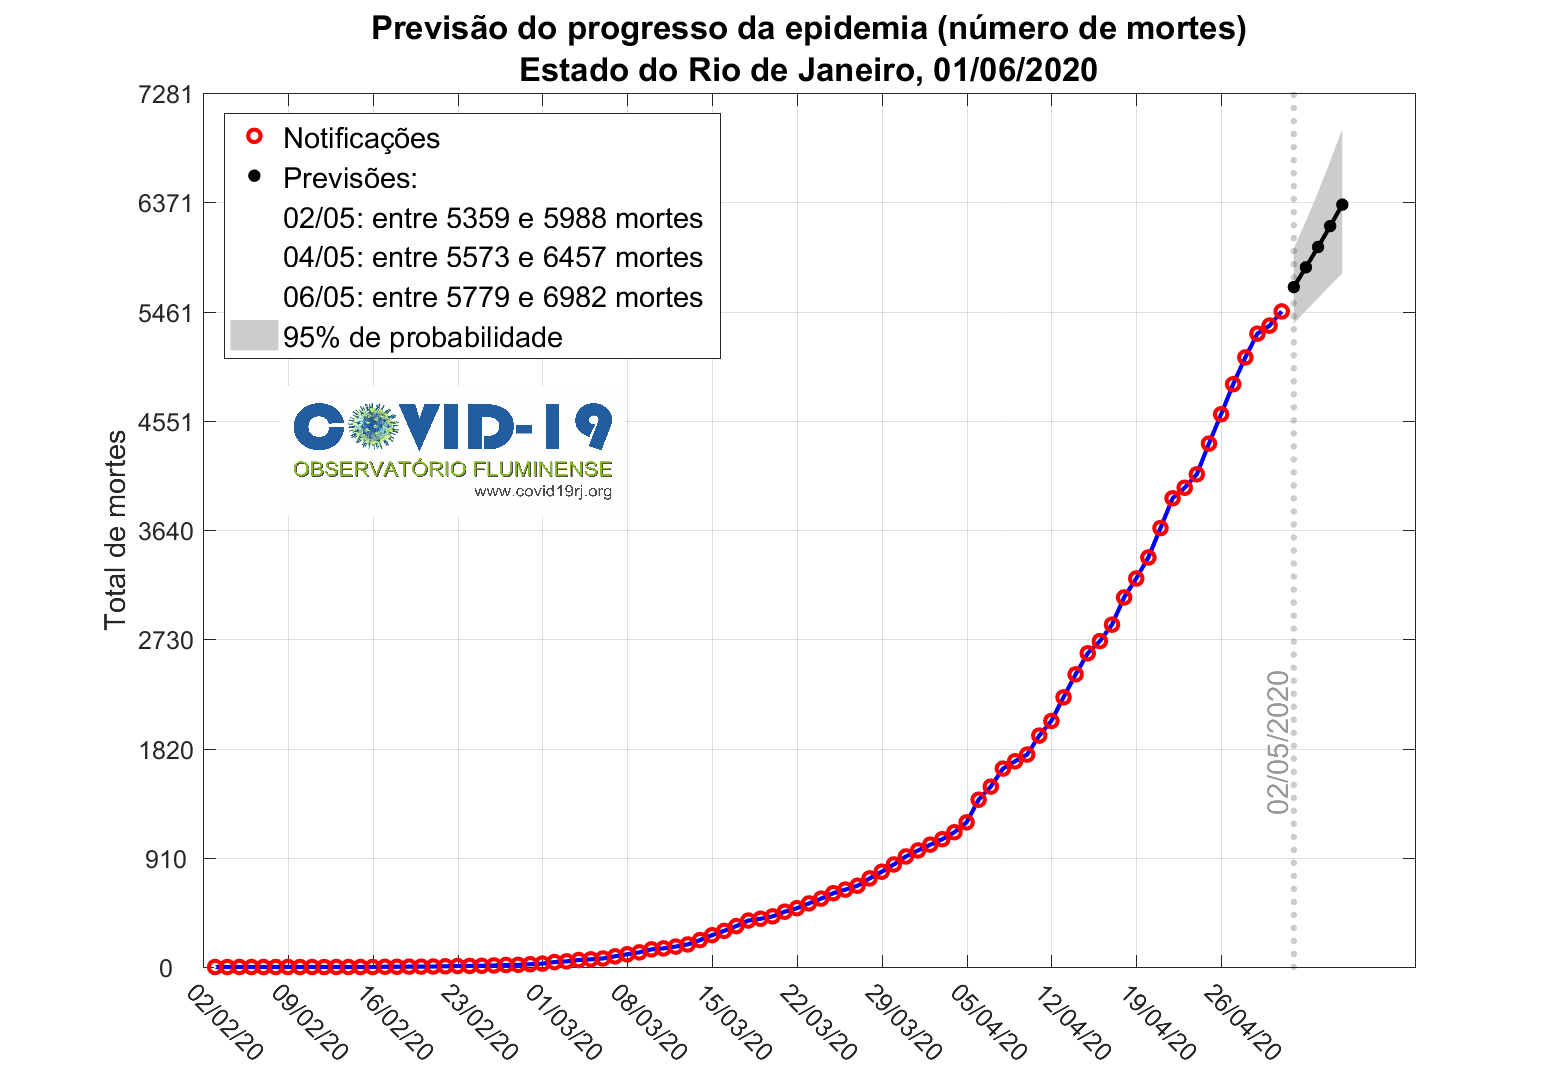 Previsão do progresso da epidemia (número de mortes)
Estado do Rio de Janeiro, 01/06/2020
7281
6371
5461
4551
3640
2730
1820
910
0
Total de mortes
Notificações
Previsões:
02/05: entre 5359 e 5988 mortes
04/05: entre 5573 e 6457 mortes
06/05: entre 5779 e 6982 mortes
95% de probabilidade
COVID-19
OBSERVATÓRIO FLUMINENSE
www.covid19rj.org
02/05/2020
02/02/20
09/02/20
16/02/20
23/02/20
01/03/20
08/03/20
15/03/20
22/03/20
29/03/20
05/04/20
12/04/20
19/04/20
26/04/20